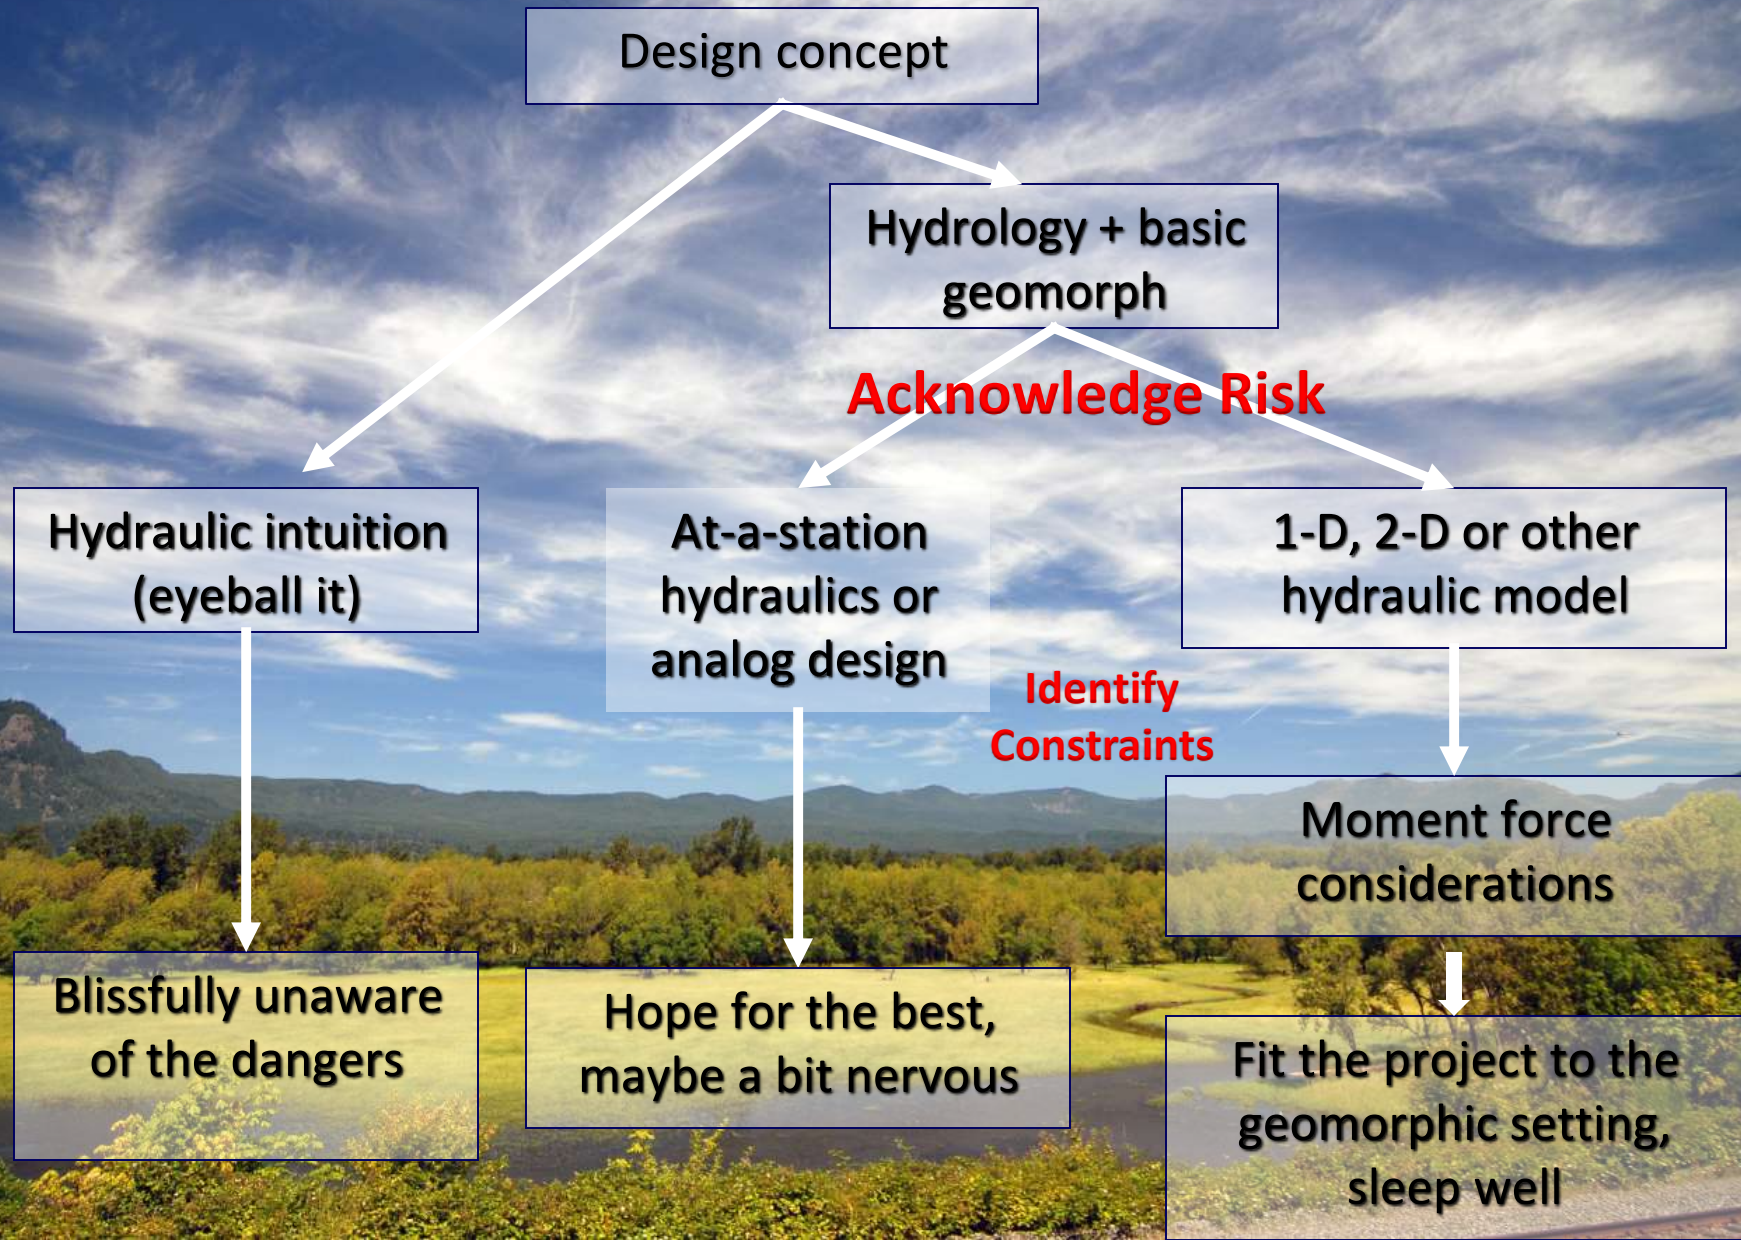 Design concept
Hydrology + basic
geomorph
Acknowledge Risk
Hydraulic intuition
(eyeball it)
At-a-station
hydraulics or
analog design
1-D, 2-D or other
hydraulic model
Identify
Constraints
Moment force
considerations
Blissfully unaware
of the dangers
Hope for the best,
maybe a bit nervous
Fit the project to the
geomorphic setting,
sleep well